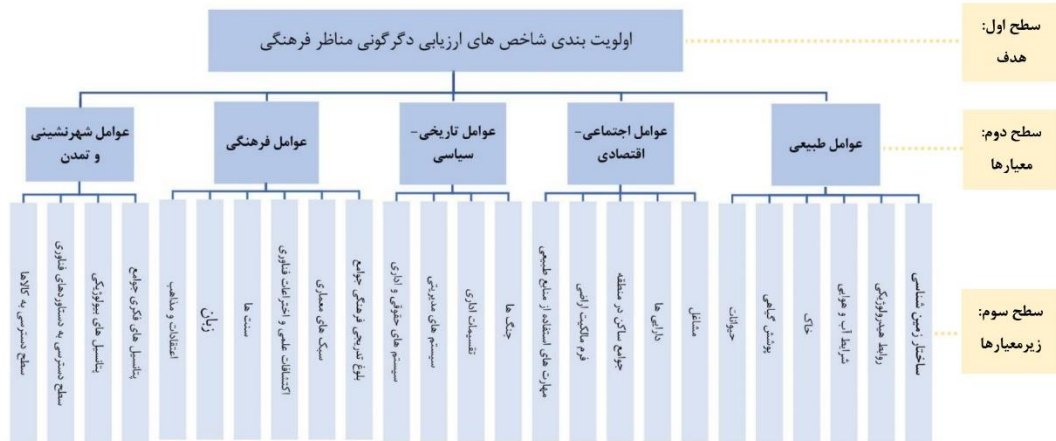 اولویت بندی شاخص های ارزیابی دگرگونی مناظر فرهنگی
سطح اول:
هدف
عوامل طبیعی
عوامل اجتماعی-
اقتصادی
عوامل تاریخی-
سیاسی
عوامل فرهنگی
عوامل شهرنشینی
و تمدن
سطح دوم:
معیارها
ساختار زمین شناسی
روابط هیدرولوژیکی
شرایط آب و هوایی
خاک
پوشش گیاهی
حیوانات
مشاغل
دارایی ها
جوامع ساکن در منطقه
فرم مالکیت اراضی
مهارت های استفاده از منابع طبیعی
جنگ ها
تقسیمات اداری
سیستم های مدیریتی
سیستم های حقوقی و اداری
بلوغ تدریجی فرهنگی جوامع
سبک های معماری
اکتشافات علمی و اختراعات فناوری
سنت ها
زبان
اعتقادات و مذاهب
پتانسیل های فکری جوامع
پتانسیل های بیولوژیکی
سطح دسترسی به دستاوردهای فناوری
سطح دسترسی به کالاها
سطح سوم:
زیرمعیارها